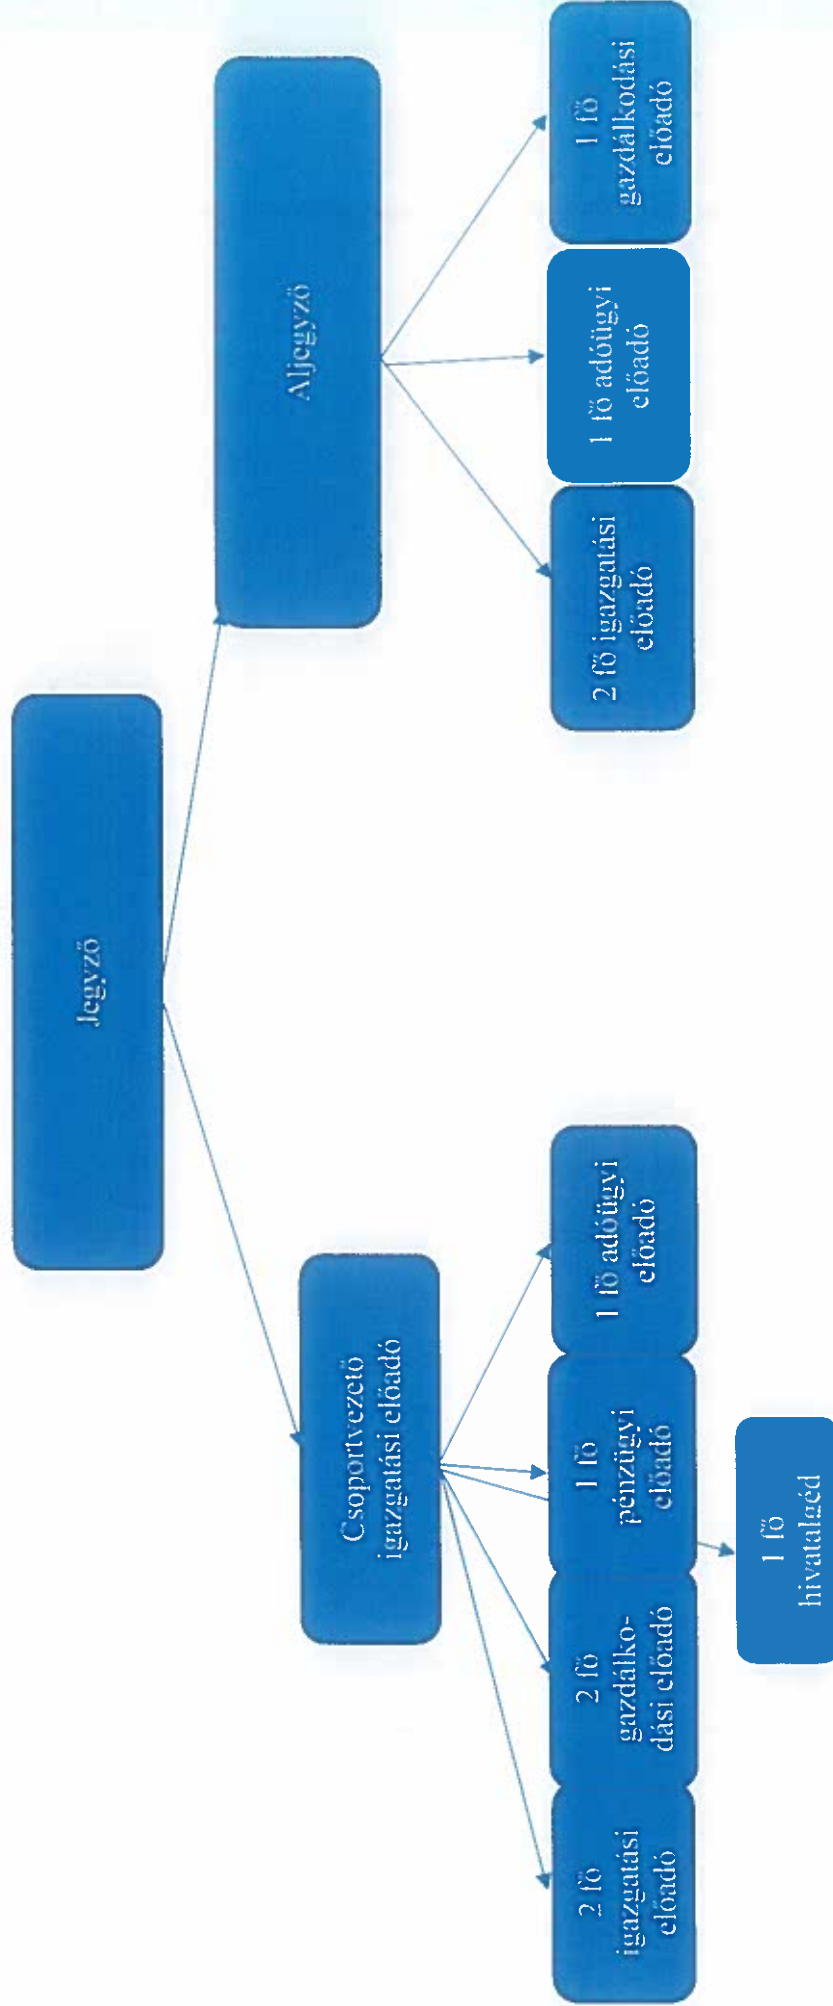 Jegyző
Aljegyző
Csoportvezető
igazgatási előadó
2 fő
igazgatási
előadó
2 fő
gazdálko-
dási előadó
1 fő
pénzügyi
előadó
1 fő adóügyi
előadó
2 fő igazgatási
előadó
1 fő adóügyi
előadó
1 fő
gazdálkodási
előadó
1 fő
hivatalgéd